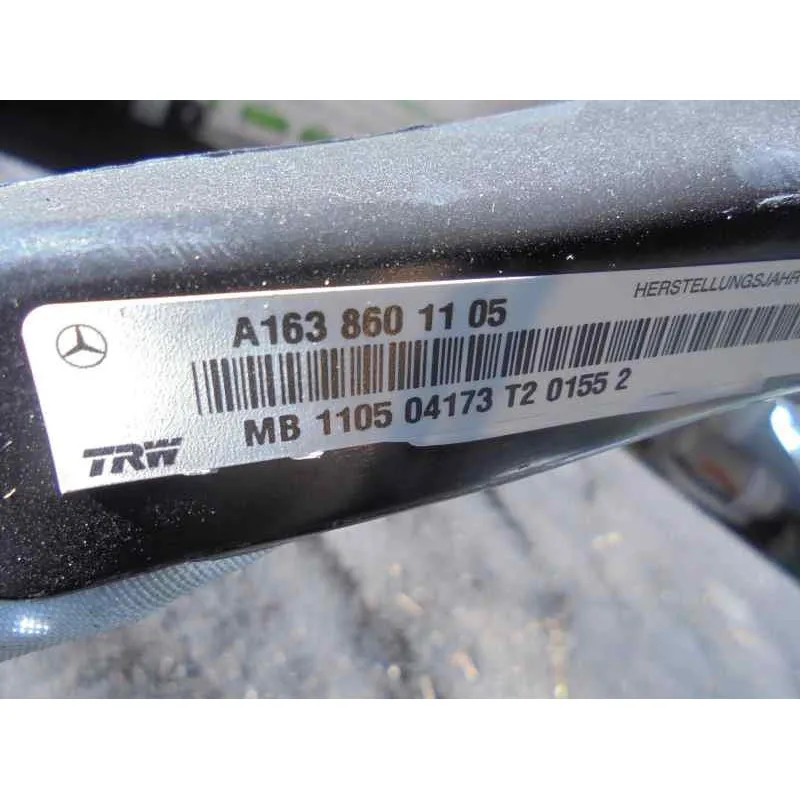 HERSTELLUNGSJAHR
A163 860 11 05
MB 1105 04173 T2 0155 2
TRW